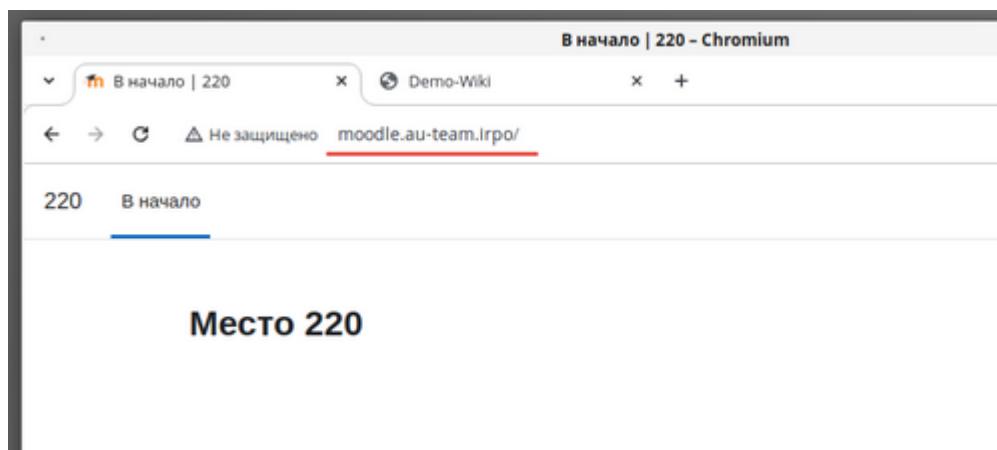 В начало | 220 – Chromium
В начало | 220
Demo-Wiki
Не защищено moodle.au-team.irpo/
220 В начало
Место 220